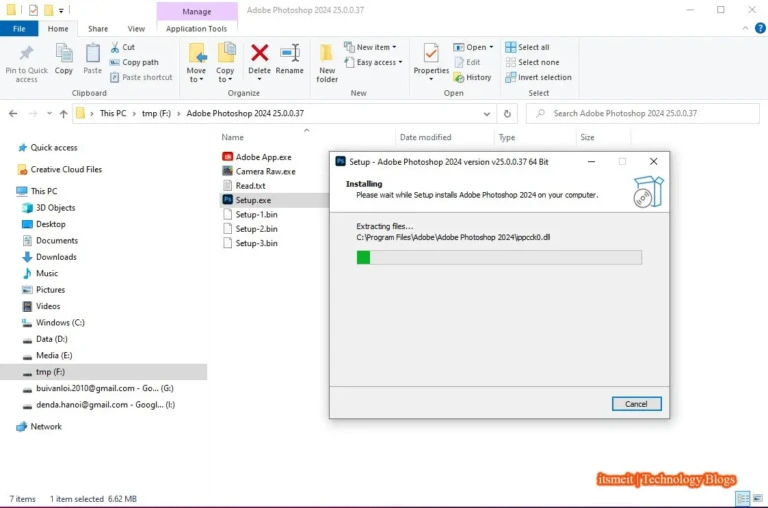 Manage
Adobe Photoshop 2024 25.0.0.37
File
Home
Share
View
Application Tools
Pin to Quick access
Copy
Paste
Cut
Copy path
Paste shortcut
Clipboard
Move to
Copy to
Delete
Rename
Organize
New folder
New item
Easy access
New
Properties
Open
Edit
History
Open
Select all
Select none
Invert selection
Select
This PC > tmp (F:) > Adobe Photoshop 2024 25.0.0.37
Search Adobe Photoshop 2024 25.0.0.37
Quick access
Creative Cloud Files
This PC
3D Objects
Desktop
Documents
Downloads
Music
Pictures
Videos
Windows (C:)
Data (D:)
Media (E:)
tmp (F:)
buivanloi.2010@gmail.com - Go... (G:)
denda.hanoi@gmail.com - Googl... (I:)
Network
Name
Date modified
Type
Size
Adobe App.exe
Camera Raw.exe
Read.txt
Setup.exe
Setup-1.bin
Setup-2.bin
Setup-3.bin
Setup - Adobe Photoshop 2024 version v25.0.0.37 64 Bit
Installing
Please wait while Setup installs Adobe Photoshop 2024 on your computer.
Extracting files...
C:\Program Files\Adobe\Adobe Photoshop 2024\ippcck0.dll
Cancel
itsmeit | Technology Blogs
7 items
1 item selected 6.62 MB